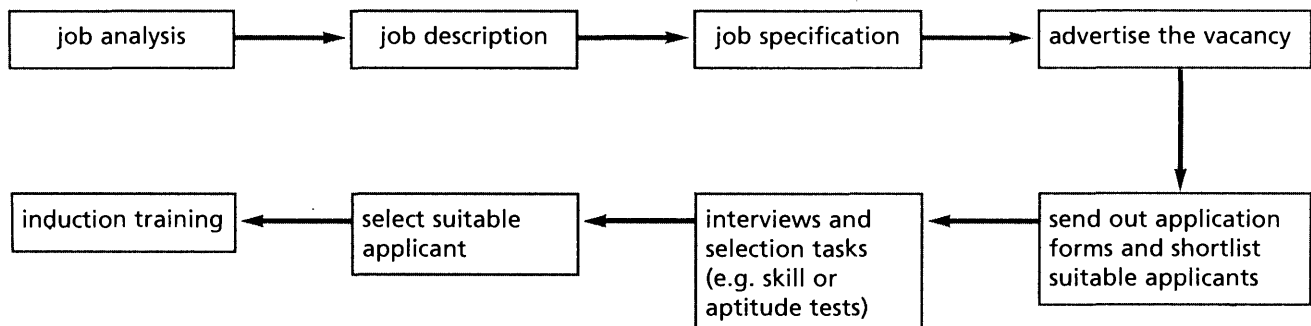 job analysis
job description
job specification
advertise the vacancy
send out application
forms and shortlist
suitable applicants
interviews and
selection tasks
(e.g. skill or
aptitude tests)
select suitable
applicant
induction training